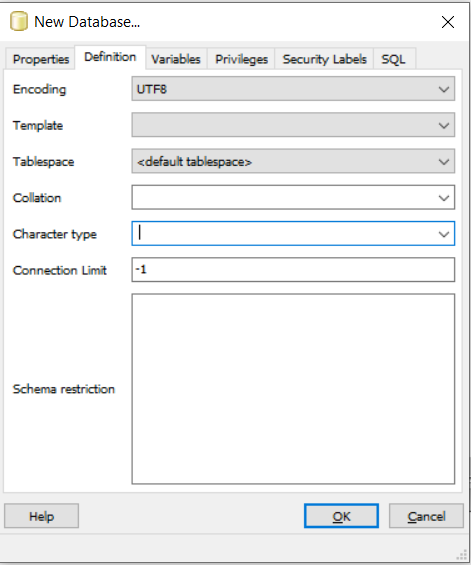 New Database...
Properties Definition Variables Privileges Security Labels SQL
Encoding UTF8
Template
Tablespace <default tablespace>
Collation
Character type
Connection Limit -1
Schema restriction
Help OK Cancel